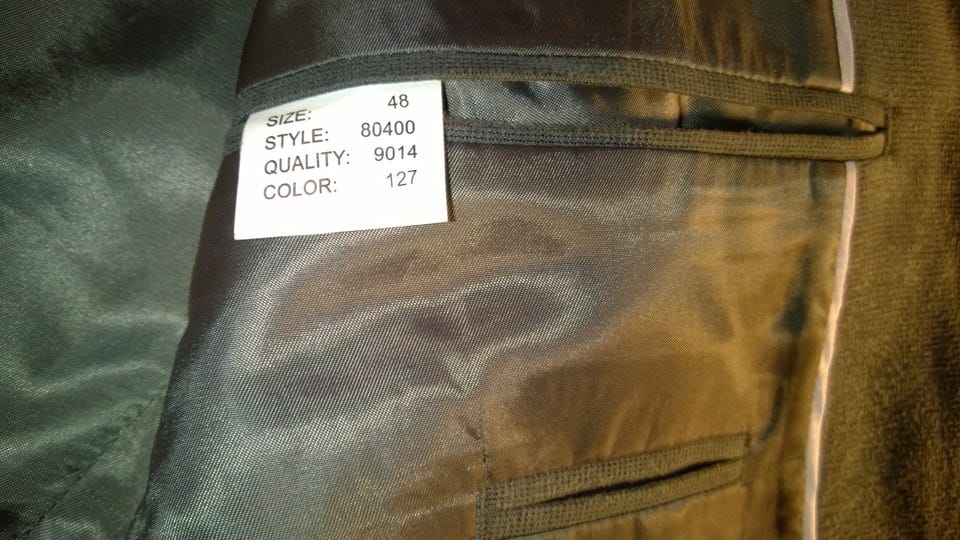 SIZE: 48
STYLE: 80400
QUALITY: 9014
COLOR: 127